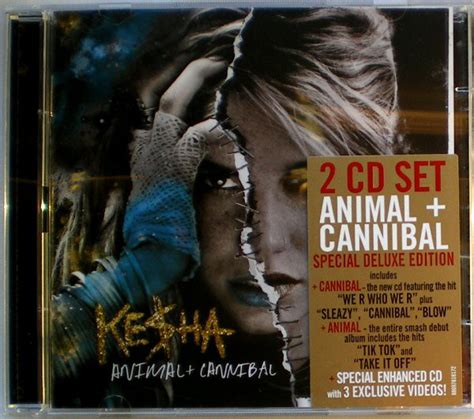 2 CD SET
ANIMAL +
CANNIBAL
SPECIAL DELUXE EDITION
includes
+ CANNIBAL - the new cd featuring the hit
"WE R WHO WE R" plus
"SLEAZY", "CANNIBAL", "BLOW"
+ ANIMAL - the entire smash debut
album includes the hits
"TIK TOK" and
"TAKE IT OFF"
+ SPECIAL ENHANCED CD
with 3 EXCLUSIVE VIDEOS!
KE$HA
ANIMAL + CANNIBAL